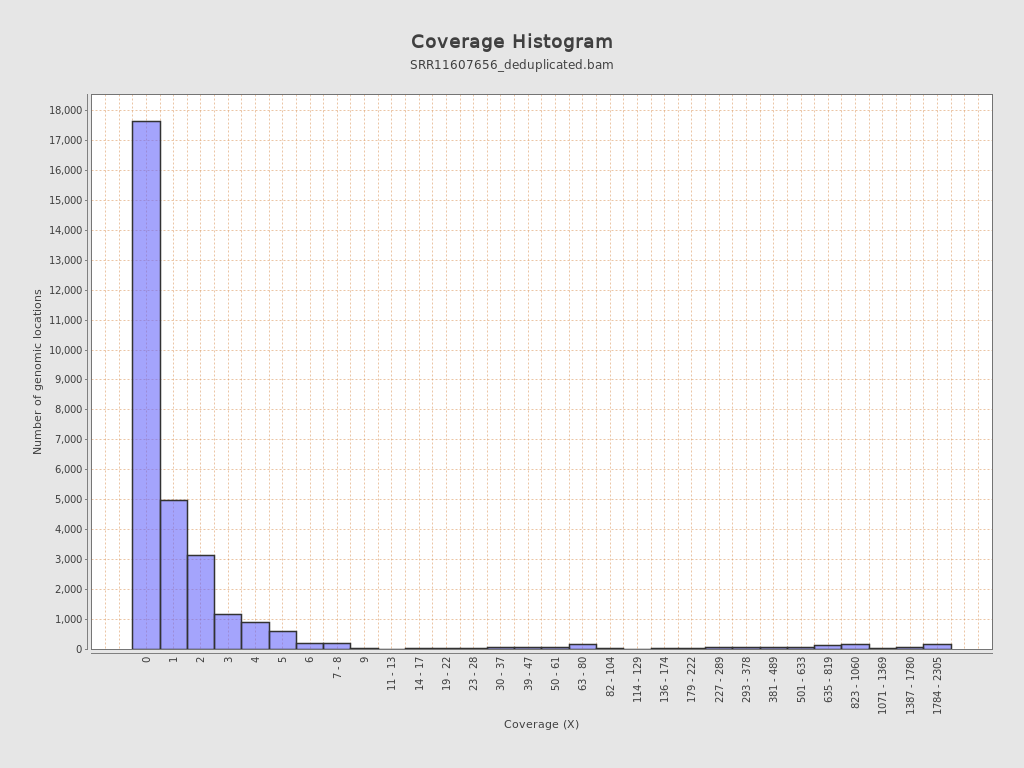 Coverage Histogram
SRR11607656_deduplicated.bam
Number of genomic locations
18,000
17,000
16,000
15,000
14,000
13,000
12,000
11,000
10,000
9,000
8,000
7,000
6,000
5,000
4,000
3,000
2,000
1,000
0
0
1
2
3
4
5
6
7 - 8
9
11 - 13
14 - 17
19 - 22
23 - 28
30 - 37
39 - 47
50 - 61
63 - 80
82 - 104
114 - 129
136 - 174
179 - 222
227 - 289
293 - 378
381 - 489
501 - 633
635 - 819
823 - 1060
1071 - 1369
1387 - 1780
1784 - 2305
Coverage (X)